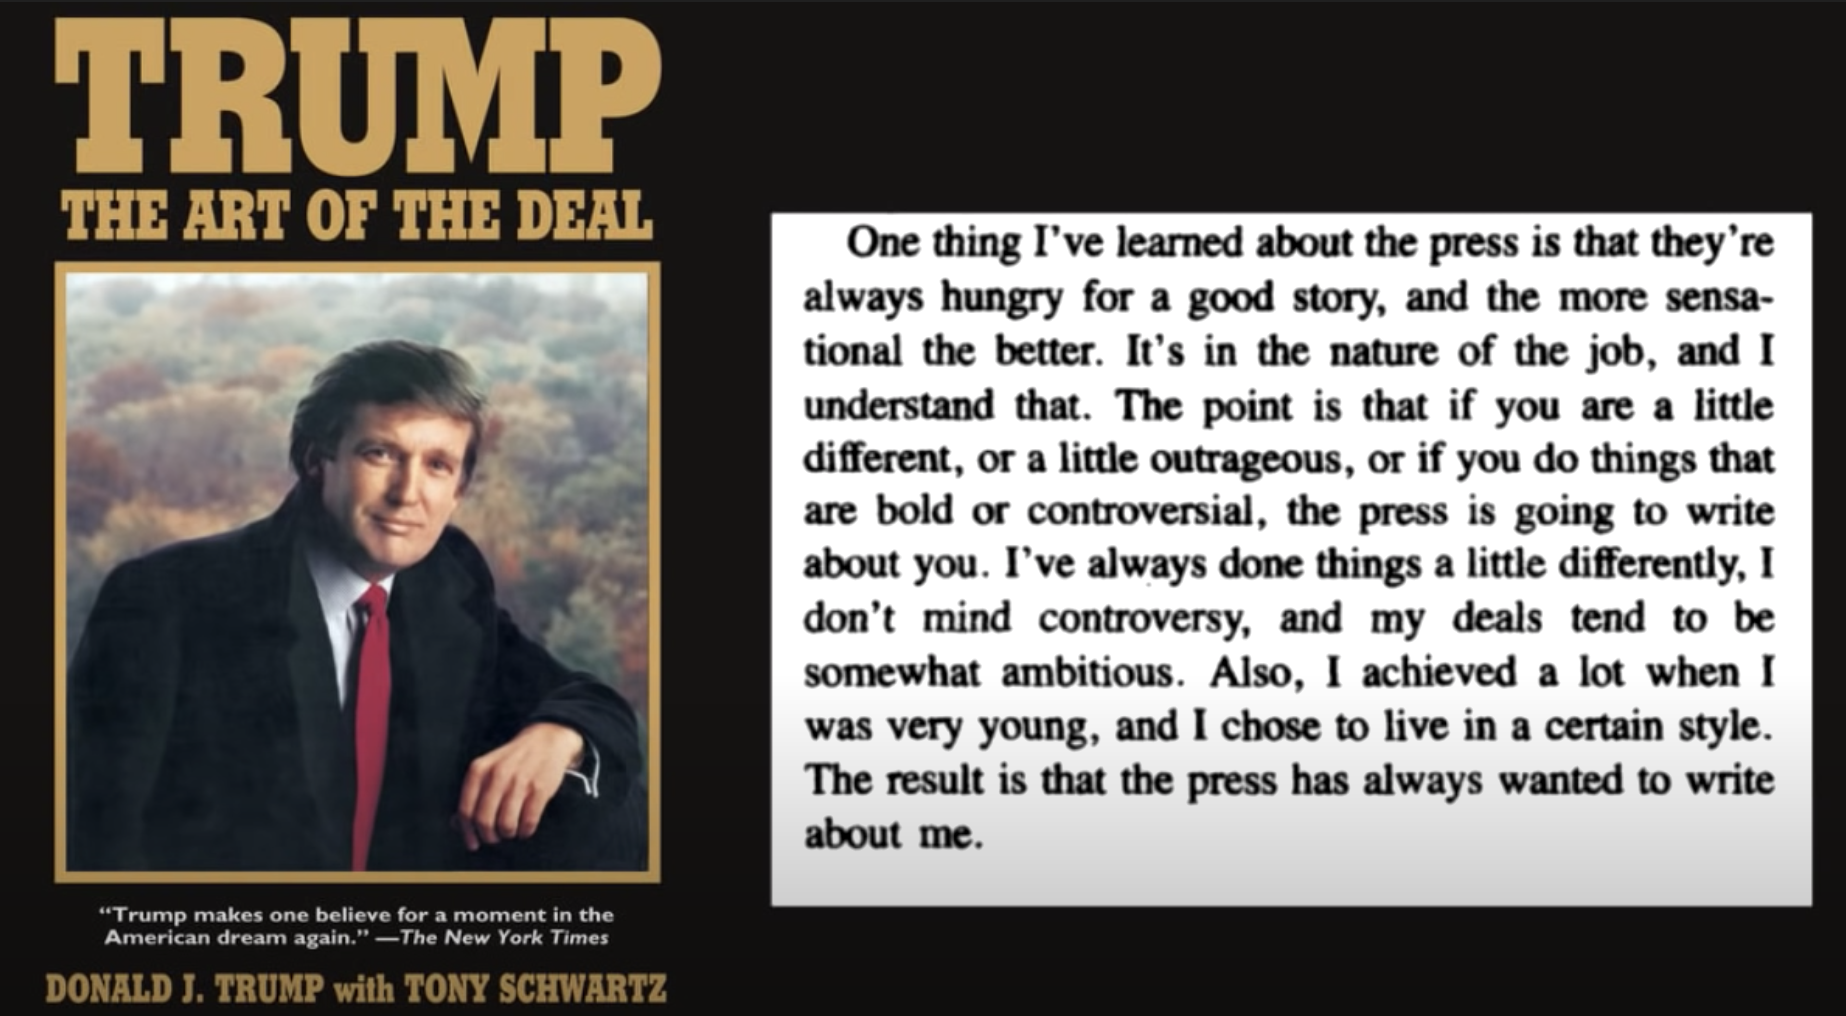 TRUMP
THE ART OF THE DEAL
“Trump makes one believe for a moment in the
American dream again.” —The New York Times
DONALD J. TRUMP with TONY SCHWARTZ
One thing I’ve learned about the press is that they’re
always hungry for a good story, and the more sensa-
tional the better. It’s in the nature of the job, and I
understand that. The point is that if you are a little
different, or a little outrageous, or if you do things that
are bold or controversial, the press is going to write
about you. I’ve always done things a little differently, I
don’t mind controversy, and my deals tend to be
somewhat ambitious. Also, I achieved a lot when I
was very young, and I chose to live in a certain style.
The result is that the press has always wanted to write
about me.